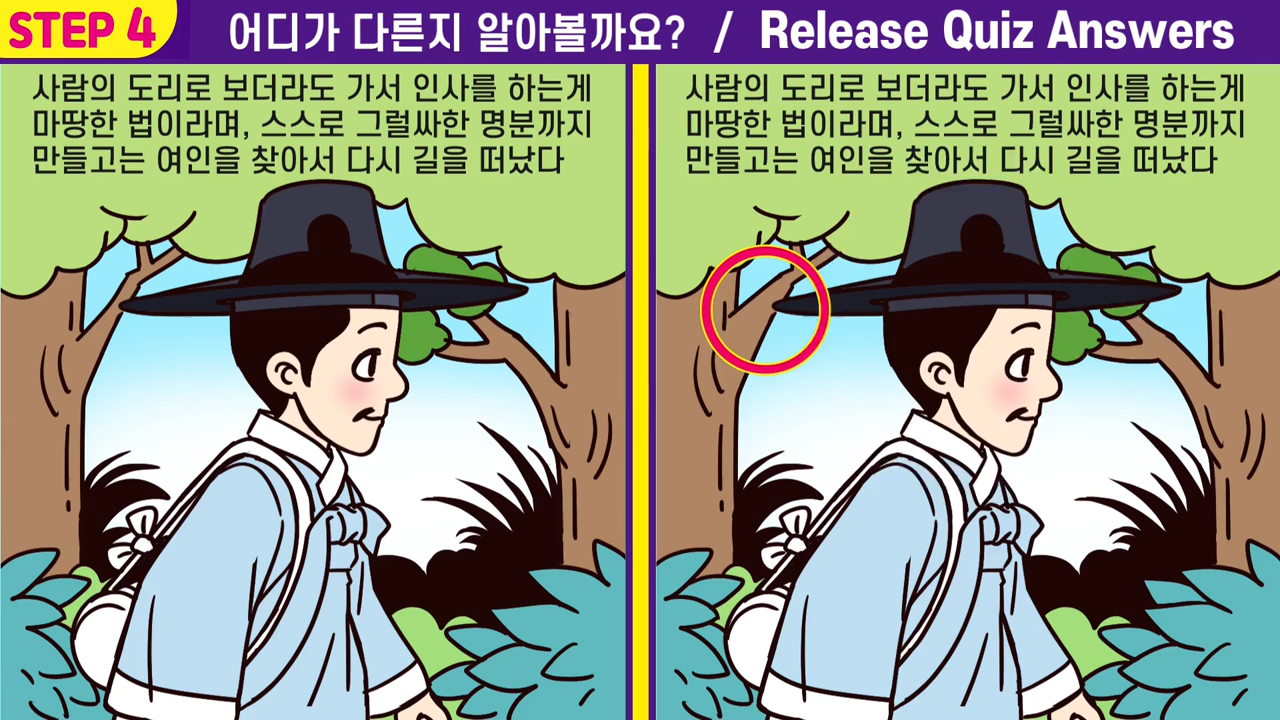 STEP 4
어디가 다른지 알아볼까요? / Release Quiz Answers
사람의 도리로 보더라도 가서 인사를 하는게
마땅한 법이라며, 스스로 그럴싸한 명분까지
만들고는 여인을 찾아서 다시 길을 떠났다
사람의 도리로 보더라도 가서 인사를 하는게
마땅한 법이라며, 스스로 그럴싸한 명분까지
만들고는 여인을 찾아서 다시 길을 떠났다